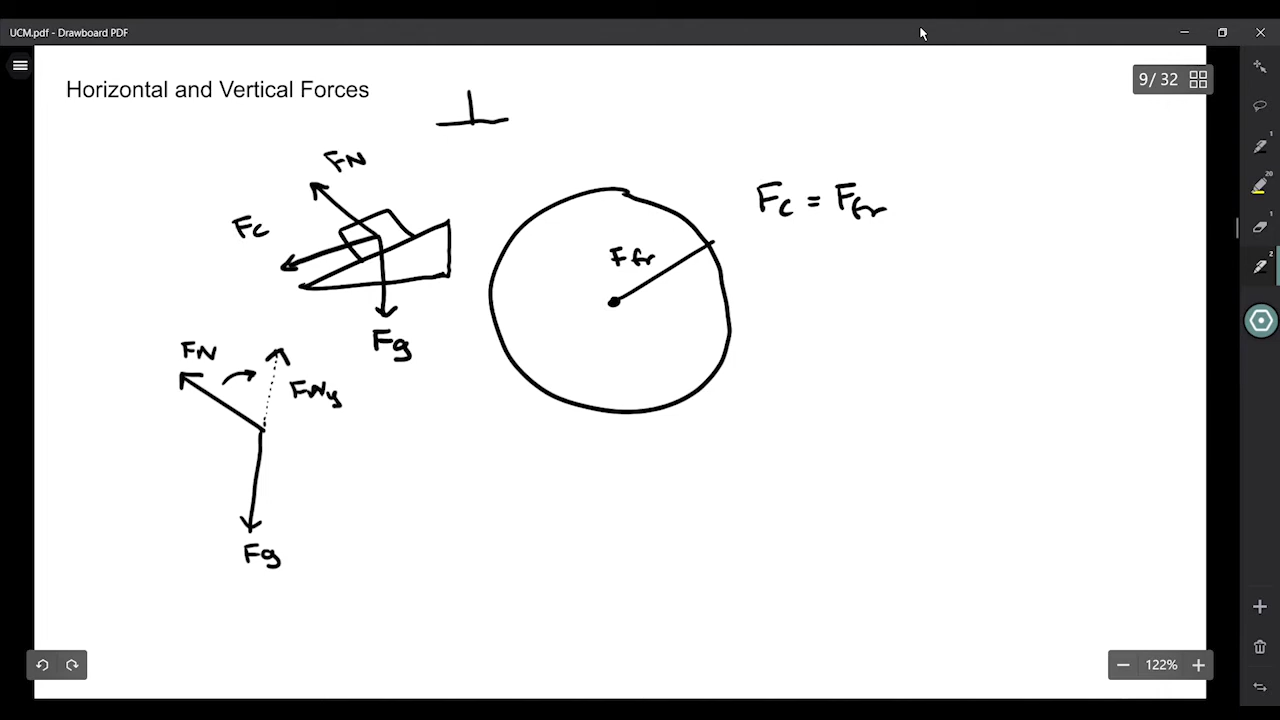 UCM.pdf - Drawboard PDF
Horizontal and Vertical Forces
9/ 32
FN
Fc
Fc = Ffr
Ffr
Fg
FN
FNy
Fg
122%